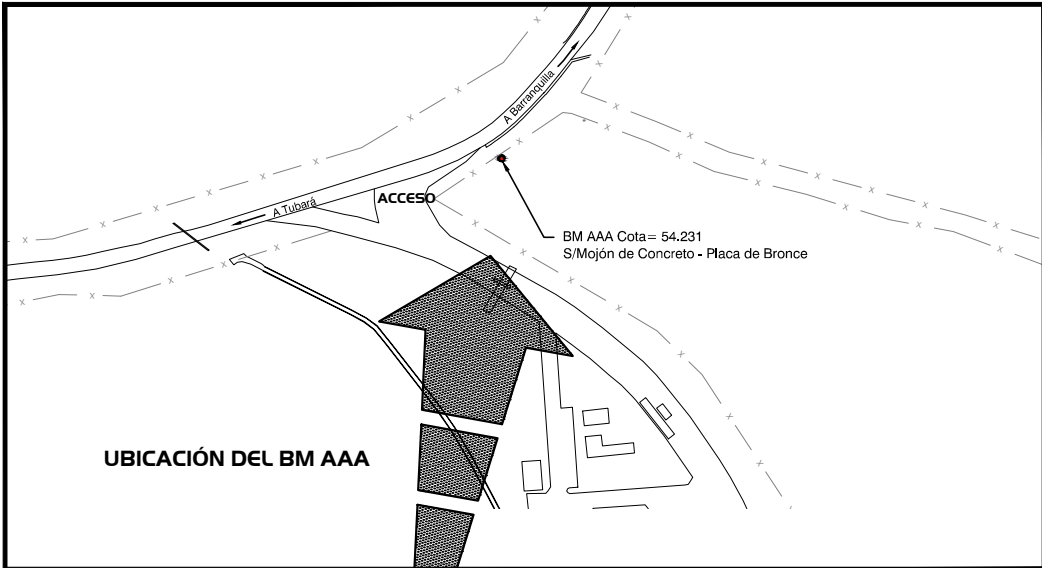 A Barranquilla
ACCESO
A Tubará
BM AAA Cota= 54.231
S/Mojón de Concreto - Placa de Bronce
UBICACIÓN DEL BM AAA